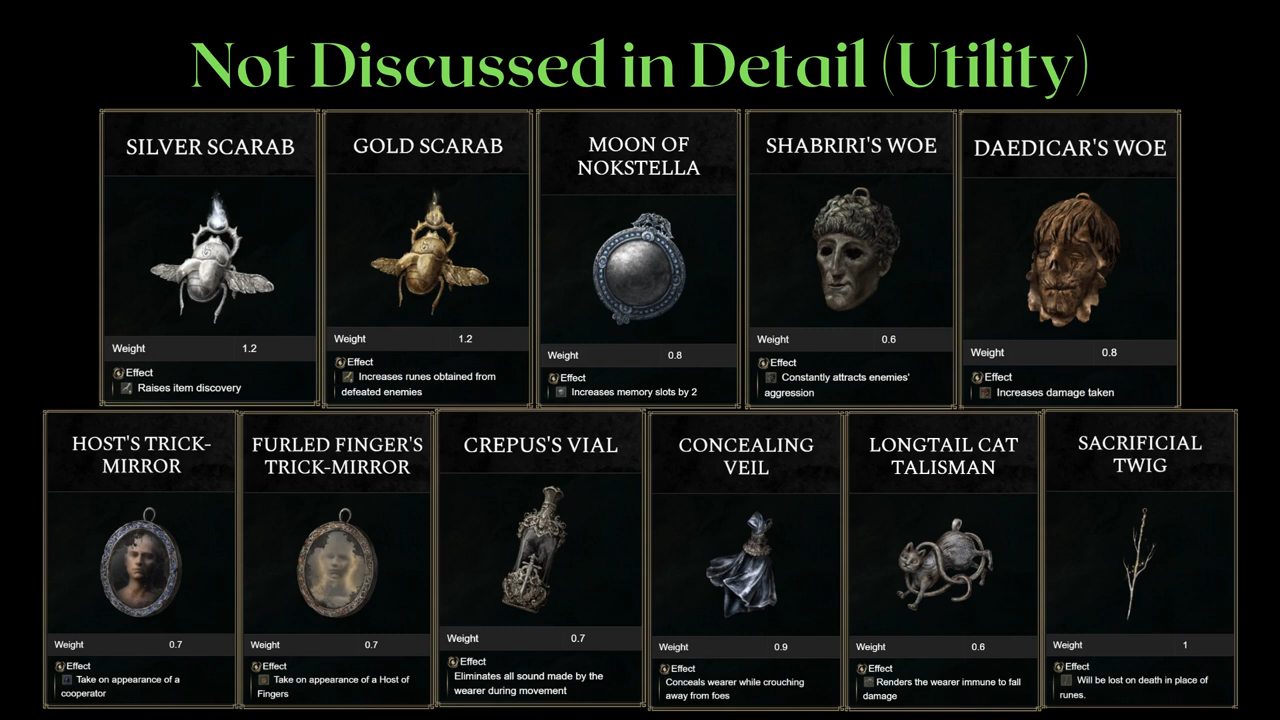 Not Discussed in Detail (Utility)
SILVER SCARAB
Weight 1.2
Effect
Raises item discovery
GOLD SCARAB
Weight 1.2
Effect
Increases runes obtained from
defeated enemies
MOON OF
NOKSTELLA
Weight 0.8
Effect
Increases memory slots by 2
SHABRIRI'S WOE
Weight 0.6
Effect
Constantly attracts enemies'
aggression
DAEDICAR'S WOE
Weight 0.8
Effect
Increases damage taken
HOST'S TRICK-
MIRROR
Weight 0.7
Effect
Take on appearance of a
cooperator
FURLED FINGER'S
TRICK-MIRROR
Weight 0.7
Effect
Take on appearance of a Host of
Fingers
CREPUS'S VIAL
Weight 0.7
Effect
Eliminates all sound made by the
wearer during movement
CONCEALING
VEIL
Weight 0.9
Effect
Conceals wearer while crouching
away from foes
LONGTAIL CAT
TALISMAN
Weight 0.6
Effect
Renders the wearer immune to fall
damage
SACRIFICIAL
TWIG
Weight 1
Effect
Will be lost on death in place of
runes.